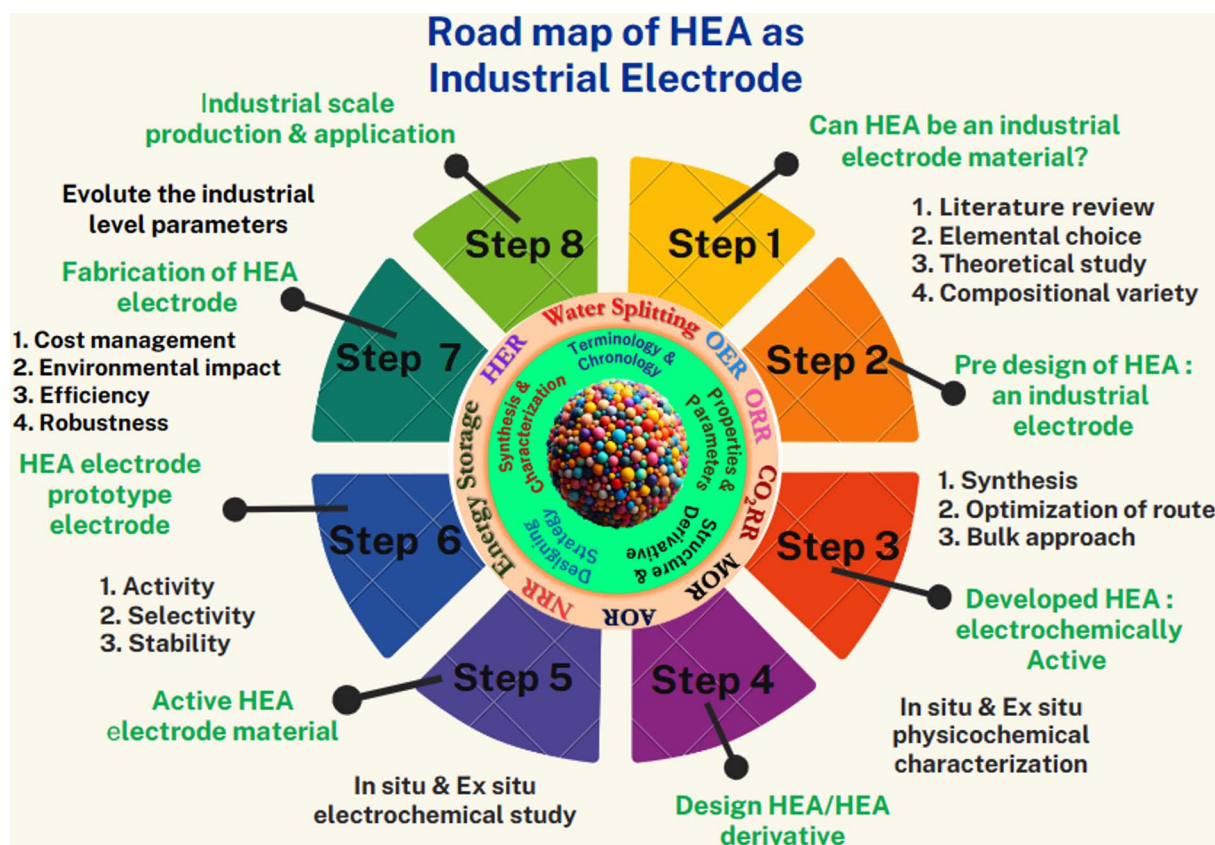 Road map of HEA as
Industrial Electrode
Industrial scale
production & application
Can HEA be an industrial
electrode material?
Evolute the industrial
level parameters
1. Literature review
2. Elemental choice
3. Theoretical study
4. Compositional variety
Step 8
Step 1
Fabrication of HEA
electrode
Step 7
Step 2
1. Cost management
2. Environmental impact
3. Efficiency
4. Robustness
Pre design of HEA :
an industrial
electrode
HEA electrode
prototype
electrode
Step 6
Step 3
1. Synthesis
2. Optimization of route
3. Bulk approach
1. Activity
2. Selectivity
3. Stability
Developed HEA :
electrochemically
Active
Step 5
Step 4
Active HEA
electrode material
In situ & Ex situ
physicochemical
characterization
In situ & Ex situ
electrochemical study
Design HEA/HEA
derivative
Water Splitting
OER
ORR
CO₂RR
MOR
AOR
NRR
Energy Storage
HER
Terminology &
Chronology
Properties &
Parameters
Structure &
Derivative
Designing
Strategy
Synthesis &
Characterization